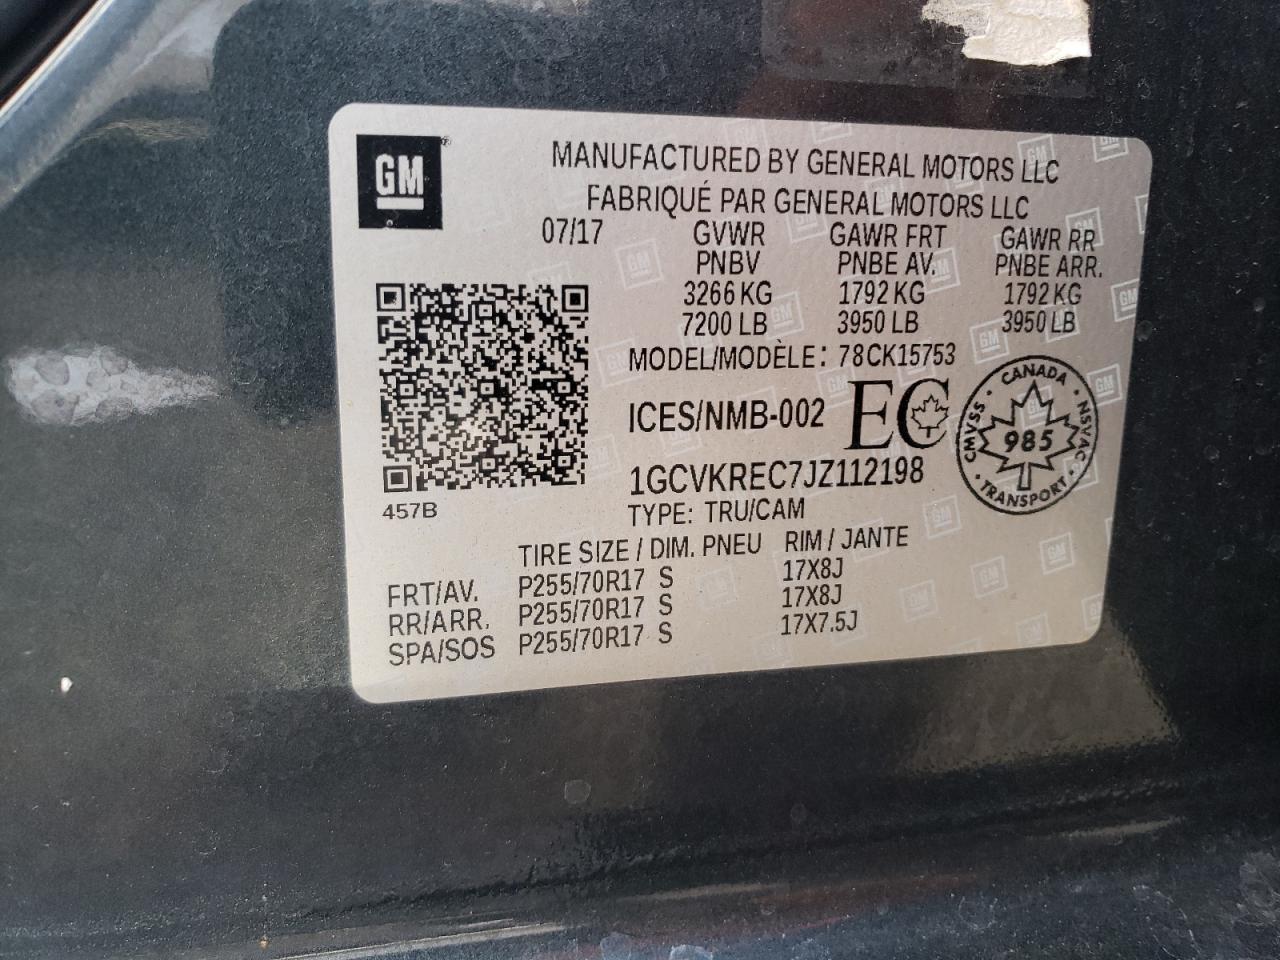 GM
MANUFACTURED BY GENERAL MOTORS LLC
FABRIQUÉ PAR GENERAL MOTORS LLC
07/17 GVWR GAWR FRT GAWR RR
PNBV PNBE AV. PNBE ARR.
3266 KG 1792 KG 1792 KG
7200 LB 3950 LB 3950 LB
MODEL/MODÈLE: 78CK15753
ICES/NMB-002 EC
CANADA
CMVSS · NSVAC
985
TRANSPORT
1GCVKREC7JZ112198
457B
TYPE: TRU/CAM
TIRE SIZE / DIM. PNEU RIM / JANTE
FRT/AV. P255/70R17 S 17X8J
RR/ARR. P255/70R17 S 17X8J
SPA/SOS P255/70R17 S 17X7.5J